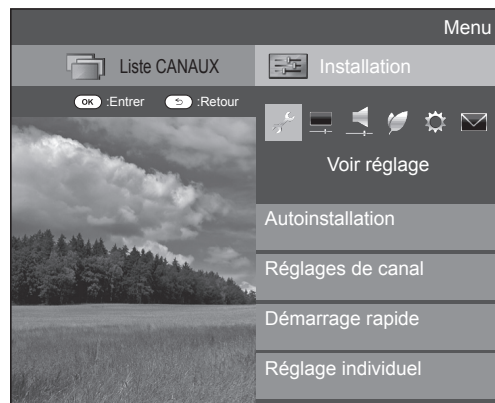 Menu
Liste CANAUX
Installation
OK :Entrer :Retour
Voir réglage
Autoinstallation
Réglages de canal
Démarrage rapide
Réglage individuel